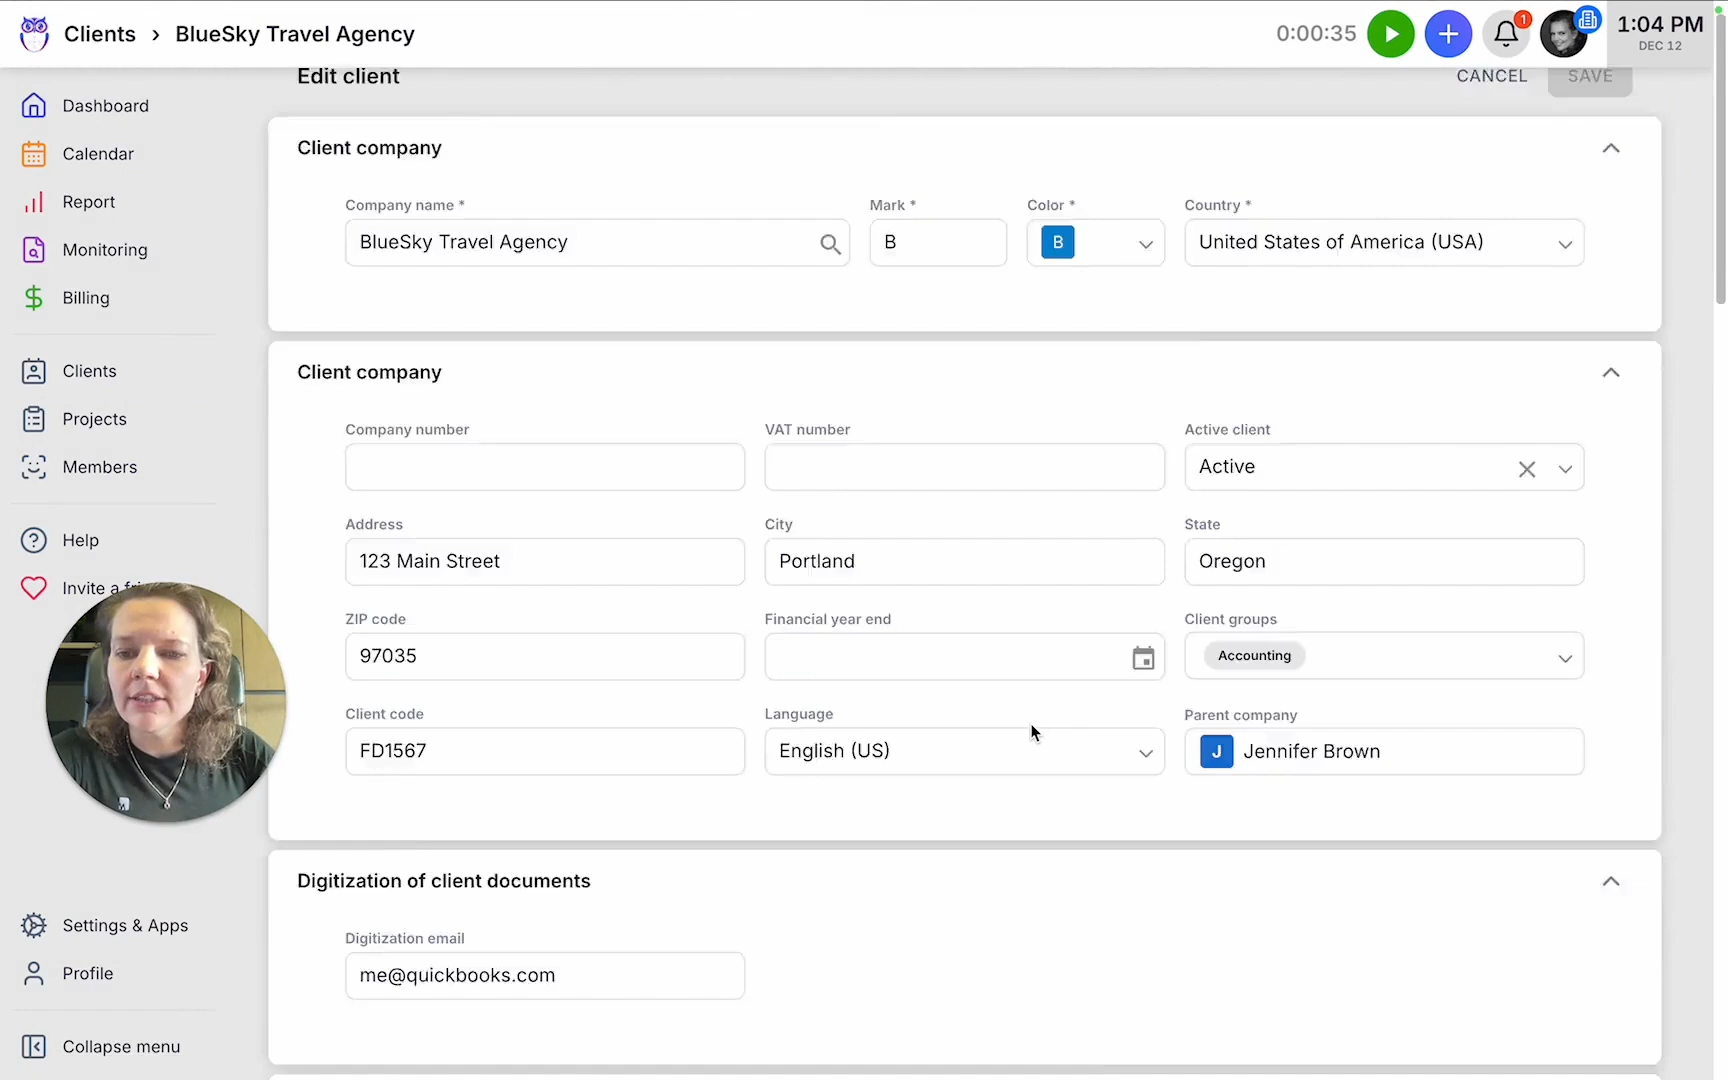 Clients › BlueSky Travel Agency
0:00:35
1
1:04 PM
DEC 12
Edit client
CANCEL
SAVE
Dashboard
Calendar
Report
Monitoring
Billing
Clients
Projects
Members
Help
Invite a
Settings & Apps
Profile
Collapse menu
Client company
Company name *
Mark *
Color *
Country *
BlueSky Travel Agency
B
B
United States of America (USA)
Client company
Company number
VAT number
Active client
Active
Address
City
State
123 Main Street
Portland
Oregon
ZIP code
Financial year end
Client groups
97035
Accounting
Client code
Language
Parent company
FD1567
English (US)
J Jennifer Brown
Digitization of client documents
Digitization email
me@quickbooks.com